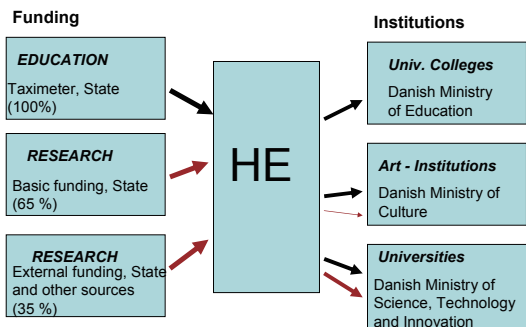 Funding
EDUCATION
Taximeter, State
(100%)
RESEARCH
Basic funding, State
(65 %)
RESEARCH
External funding, State
and other sources
(35 %)
HE
Institutions
Univ. Colleges
Danish Ministry
of Education
Art - Institutions
Danish Ministry of
Culture
Universities
Danish Ministry of
Science, Technology
and Innovation